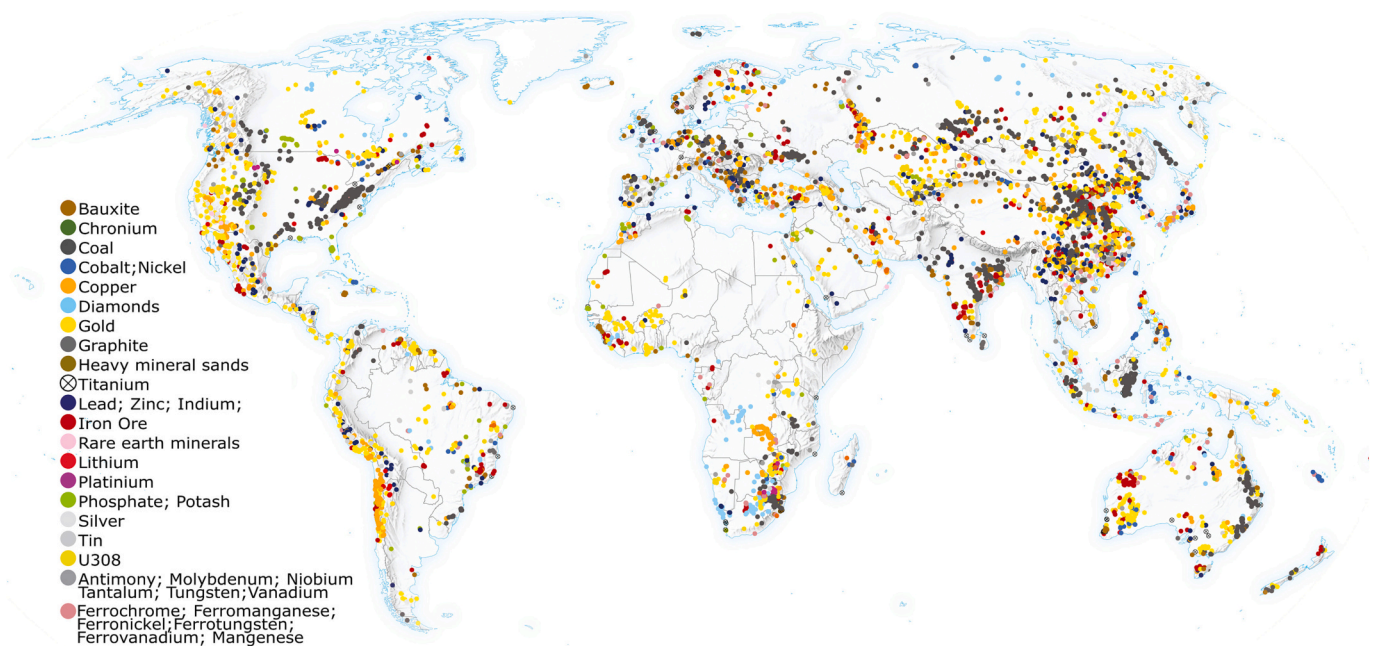 Bauxite
Chronium
Coal
Cobalt;Nickel
Copper
Diamonds
Gold
Graphite
Heavy mineral sands
Titanium
Lead; Zinc; Indium;
Iron Ore
Rare earth minerals
Lithium
Platinium
Phosphate; Potash
Silver
Tin
U308
Antimony; Molybdenum; Niobium
Tantalum; Tungsten;Vanadium
Ferrochrome; Ferromanganese;
Ferronickel;Ferrotungsten;
Ferrovanadium; Mangenese